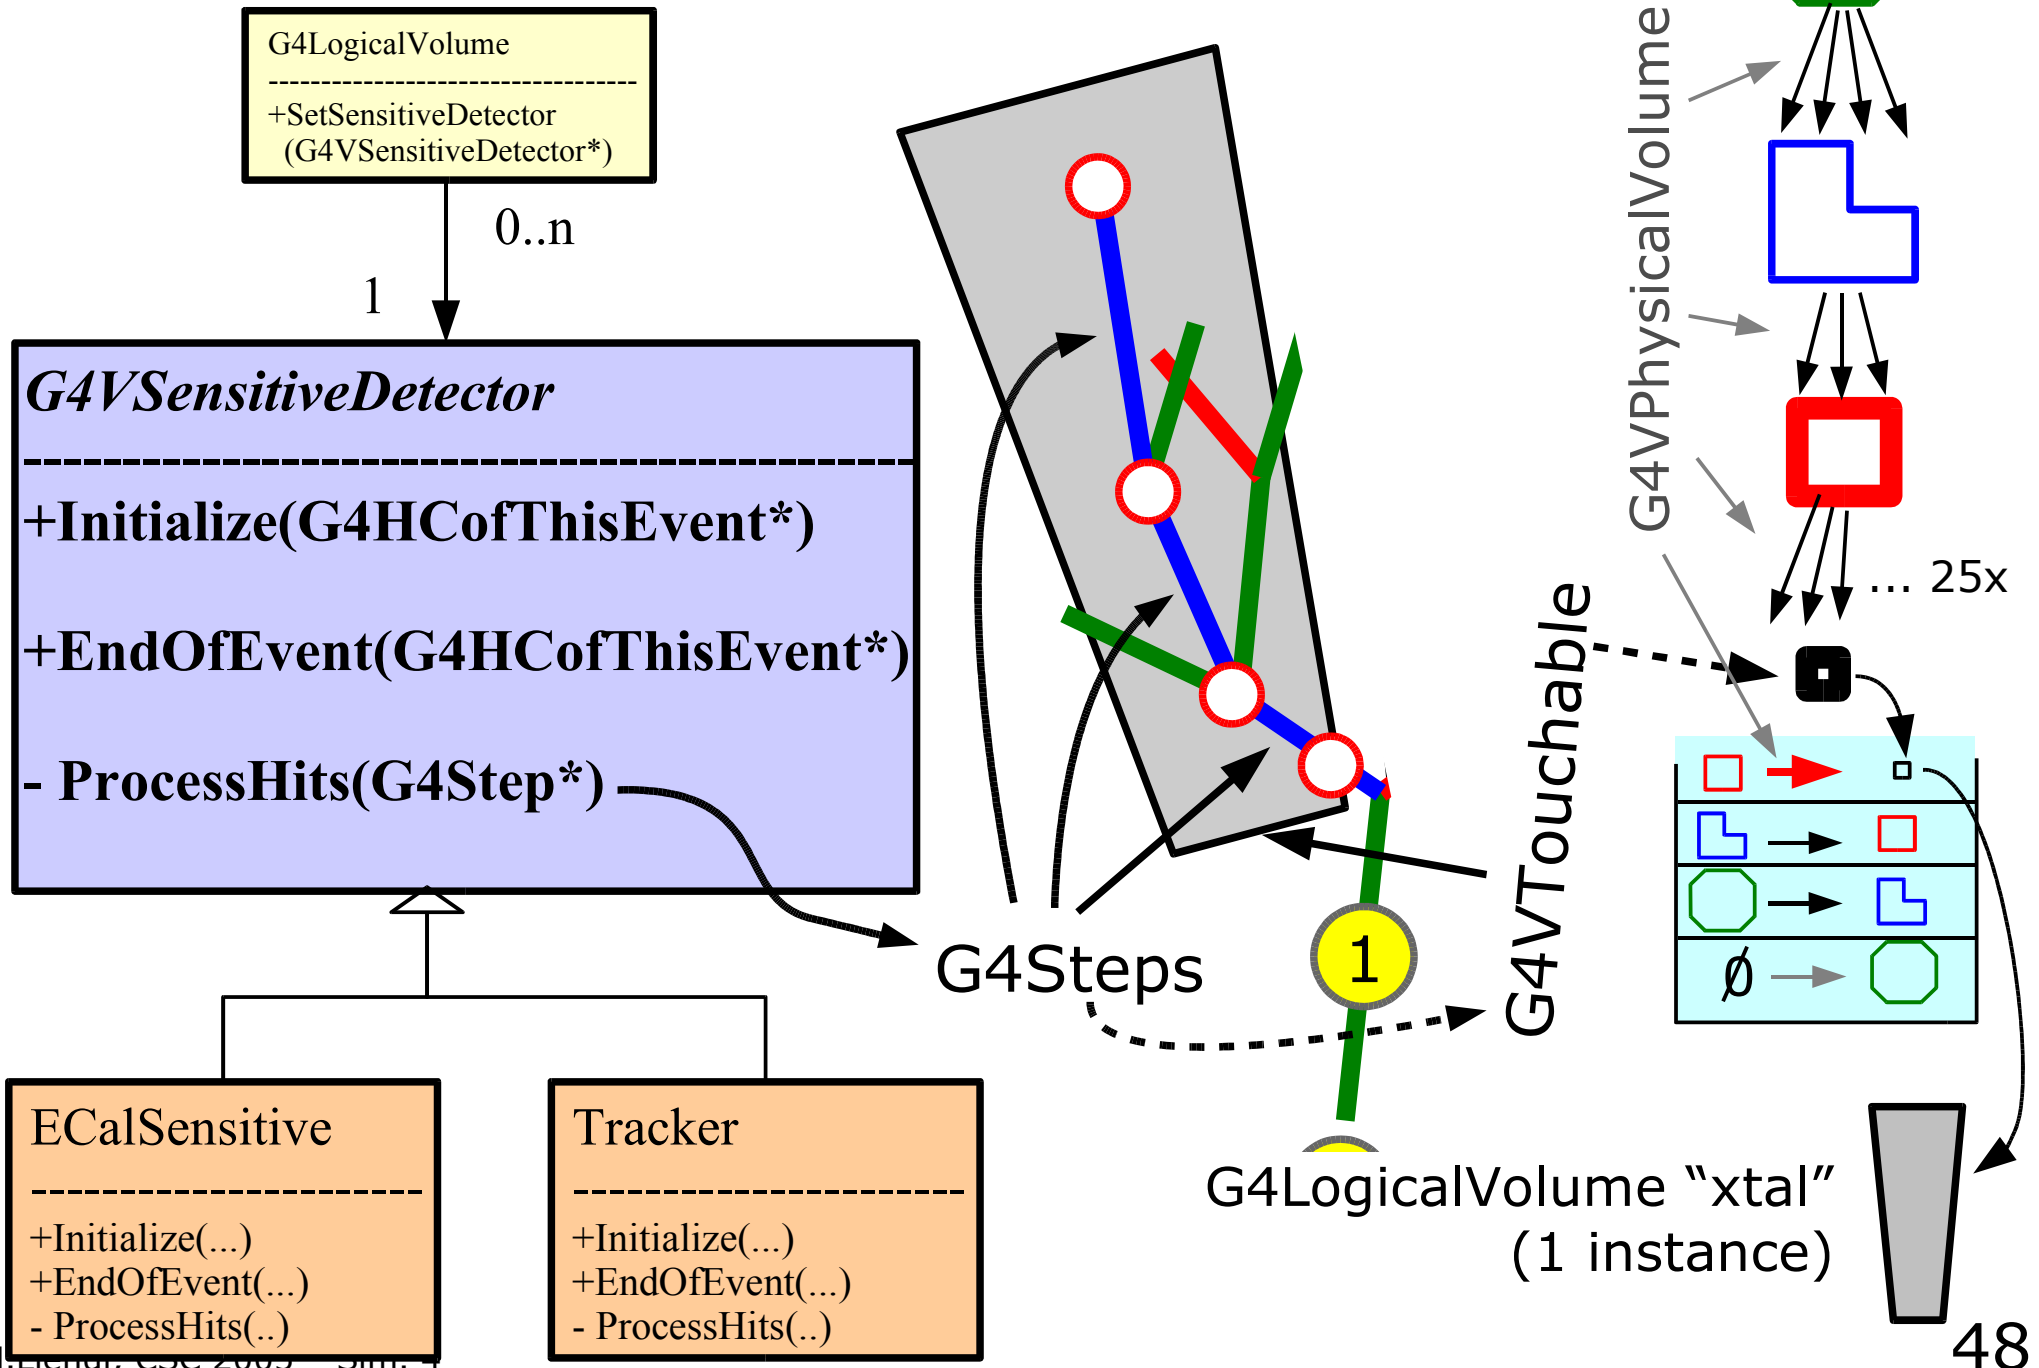 G4LogicalVolume
+SetSensitiveDetector
(G4VSensitiveDetector*)
0..n
1
G4VSensitiveDetector
+Initialize(G4HCofThisEvent*)
+EndOfEvent(G4HCofThisEvent*)
- ProcessHits(G4Step*)
ECalSensitive
+Initialize(...)
+EndOfEvent(...)
- ProcessHits(..)
Tracker
+Initialize(...)
+EndOfEvent(...)
- ProcessHits(..)
G4Steps
1
G4VTouchable
G4VPhysicalVolume
... 25x
Ø
G4LogicalVolume “xtal”
(1 instance)
48